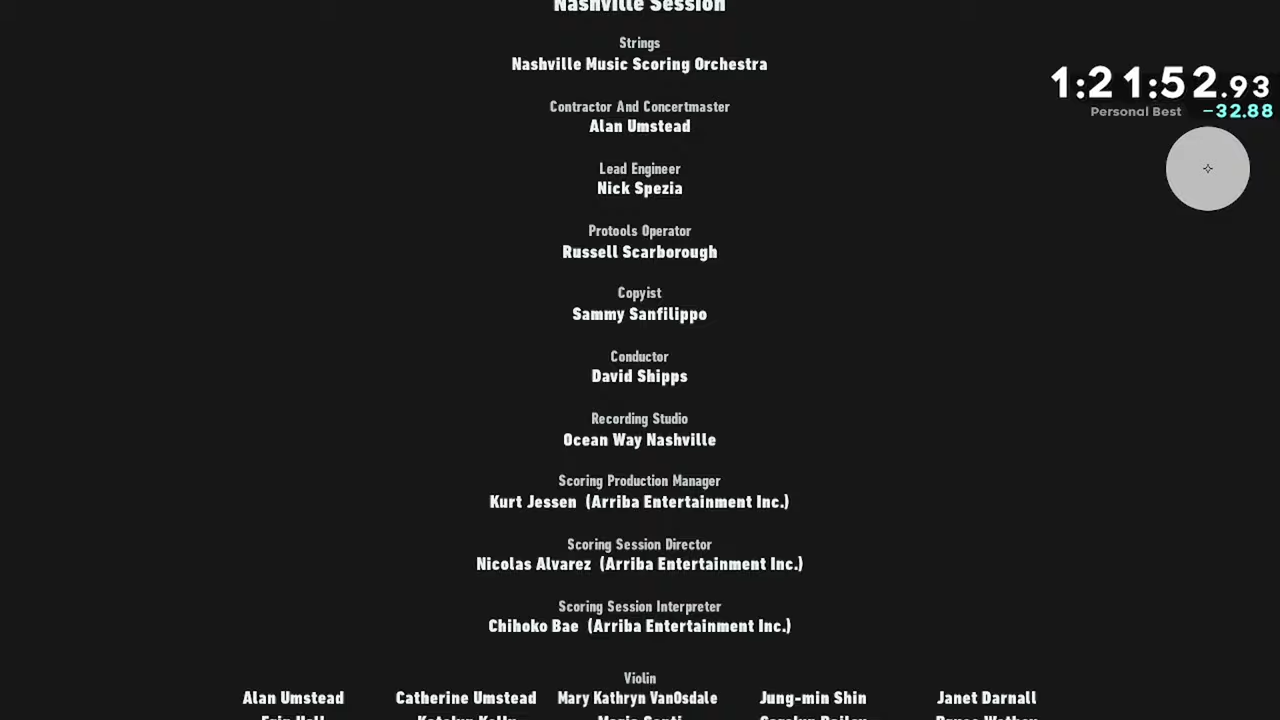 Nashville Session
Strings
Nashville Music Scoring Orchestra
1:21:52.93
Personal Best -32.88
Contractor And Concertmaster
Alan Umstead
Lead Engineer
Nick Spezia
Protools Operator
Russell Scarborough
Copyist
Sammy Sanfilippo
Conductor
David Shipps
Recording Studio
Ocean Way Nashville
Scoring Production Manager
Kurt Jessen (Arriba Entertainment Inc.)
Scoring Session Director
Nicolas Alvarez (Arriba Entertainment Inc.)
Scoring Session Interpreter
Chihoko Bae (Arriba Entertainment Inc.)
Violin
Alan Umstead Catherine Umstead Mary Kathryn VanOsdale Jung-min Shin Janet Darnall